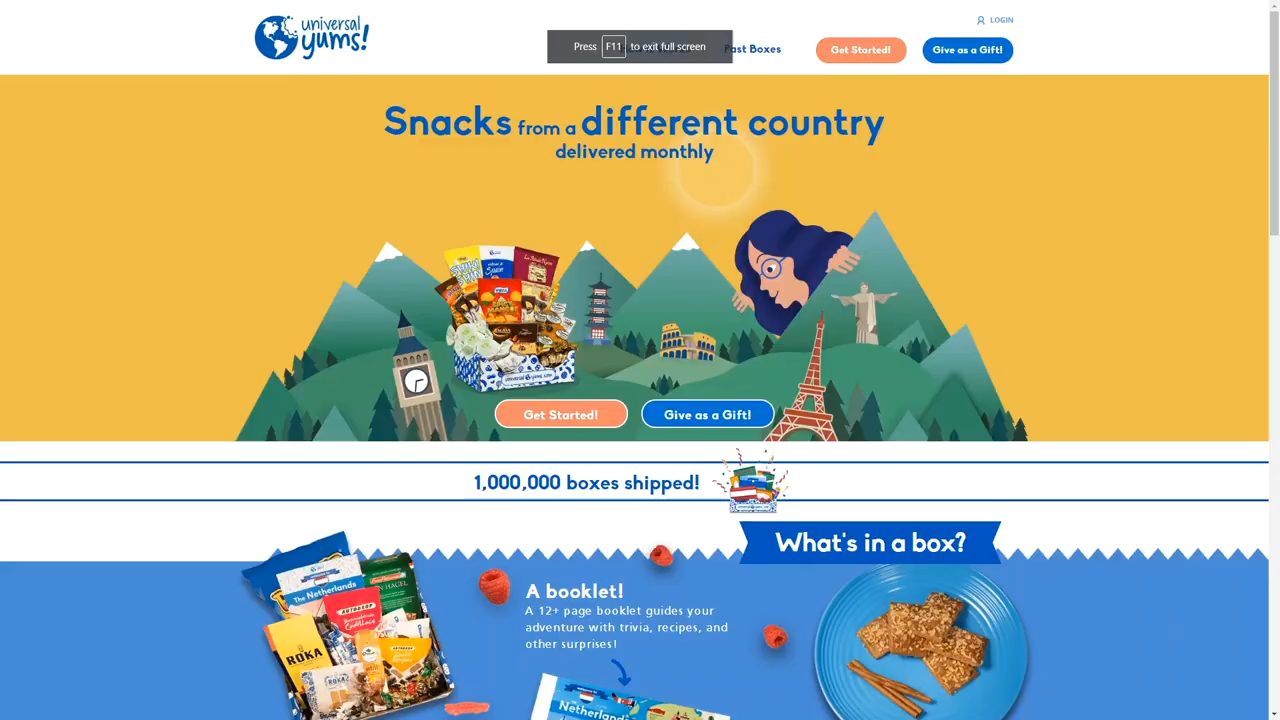 universal
yums!
LOGIN
Press F11 to exit full screen
Past Boxes
Get Started!
Give as a Gift!
Snacks from a different country
delivered monthly
Get Started!
Give as a Gift!
1,000,000 boxes shipped!
What's in a box?
A booklet!
A 12+ page booklet guides your
adventure with trivia, recipes, and
other surprises!
The Netherlands
ROKA